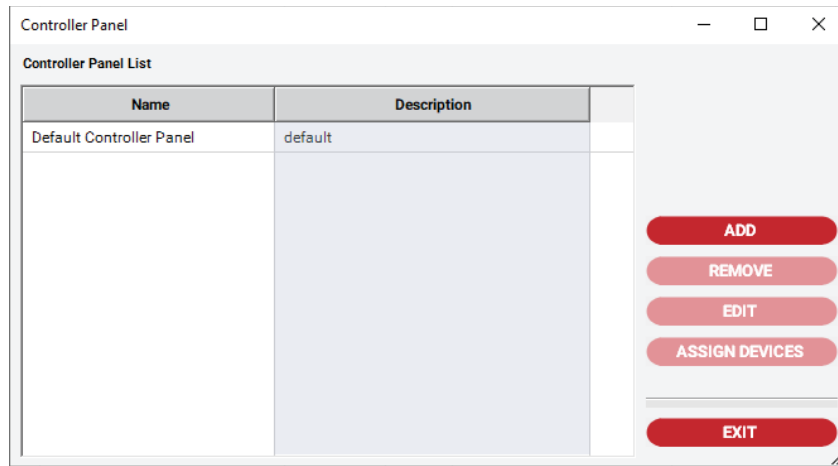 Controller Panel
Controller Panel List
Name Description
Default Controller Panel default
ADD
REMOVE
EDIT
ASSIGN DEVICES
EXIT